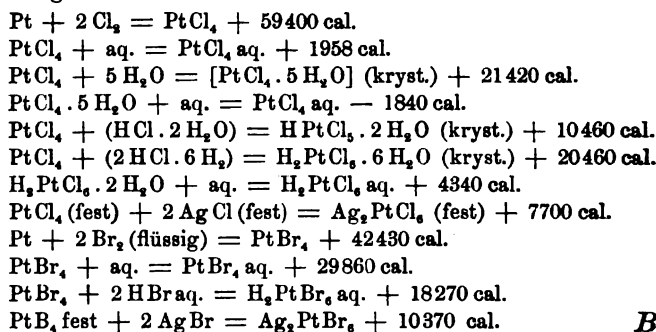 Pt + 2 Cl₂ = PtCl₄ + 59400 cal.
PtCl₄ + aq. = PtCl₄ aq. + 1958 cal.
PtCl₄ + 5 H₂O = [PtCl₄ . 5 H₂O] (kryst.) + 21420 cal.
PtCl₄ . 5 H₂O + aq. = PtCl₄ aq. − 1840 cal.
PtCl₄ + (HCl . 2 H₂O) = HPtCl₅ . 2 H₂O (kryst.) + 10460 cal.
PtCl₄ + (2 HCl . 6 H₂) = H₂PtCl₆ . 6 H₂O (kryst.) + 20460 cal.
H₂PtCl₆ . 2 H₂O + aq. = H₂PtCl₆ aq. + 4340 cal.
PtCl₄ (fest) + 2 AgCl (fest) = Ag₂PtCl₆ (fest) + 7700 cal.
Pt + 2 Br₂ (flüssig) = PtBr₄ + 42430 cal.
PtBr₄ + aq. = PtBr₄ aq. + 29860 cal.
PtBr₄ + 2 HBr aq. = H₂PtBr₆ aq. + 18270 cal.
PtB₄ fest + 2 AgBr = Ag₂PtBr₆ + 10370 cal. B